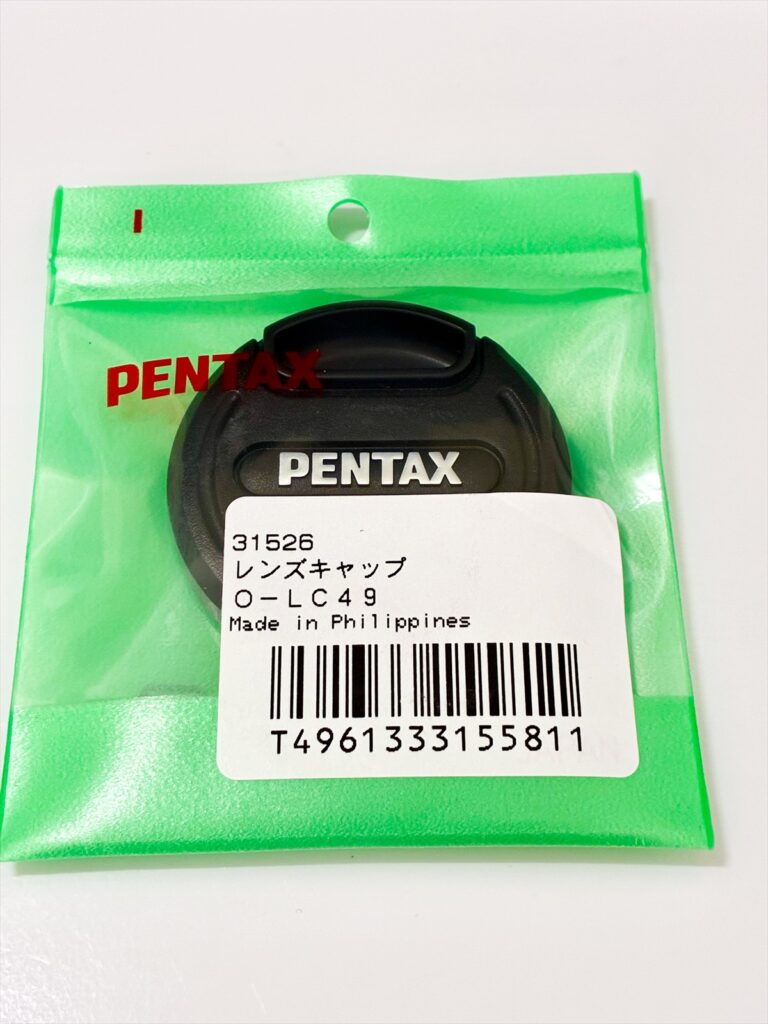 PENTAX
PENTAX
31526
レンズキャップ
O-LC49
Made in Philippines
T4961333155811